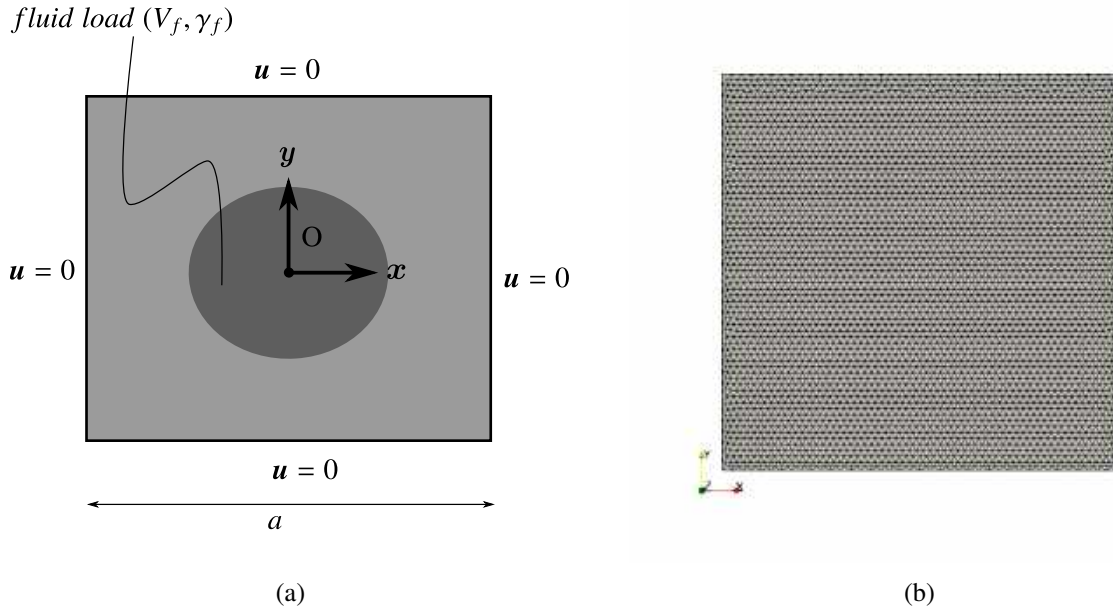 fluid load (V_f, γ_f)
u = 0
y
O
u = 0
x
u = 0
u = 0
a
Y
X
(a)
(b)